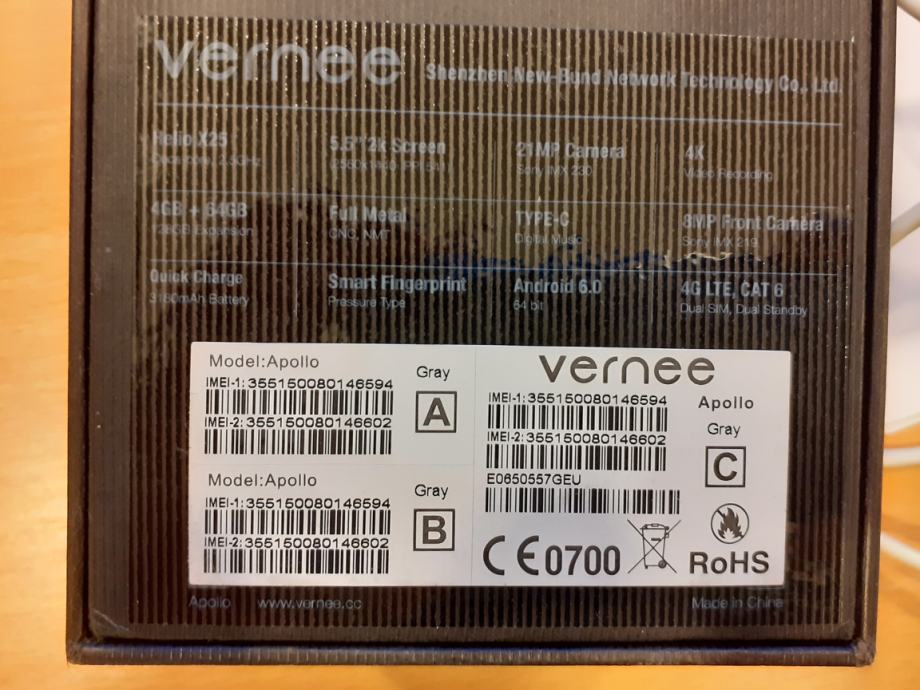 vernee Shenzhen New-Bund Network Technology Co., Ltd.
Helio X25
Deca core, 2.5GHz
5.5" 2k Screen
(2560x1440 PPI 541)
21MP Camera
Sony IMX 230
4K
Video Recording
4GB + 64GB
128GB Expansion
Full Metal
CNC, NMT
TYPE-C
Digital Music
8MP Front Camera
Sony IMX 219
Quick Charge
3180mAh Battery
Smart Fingerprint
Pressure Type
Android 6.0
64 bit
4G LTE, CAT 6
Dual SIM, Dual Standby
Model:Apollo
Gray
IMEI-1: 355150080146594
A
IMEI-2: 355150080146602
Model:Apollo
Gray
IMEI-1: 355150080146594
B
IMEI-2: 355150080146602
vernee
IMEI-1: 355150080146594
Apollo
Gray
IMEI-2: 355150080146602
C
E0650557GEU
CE0700
RoHS
Apollo www.vernee.cc
Made in China